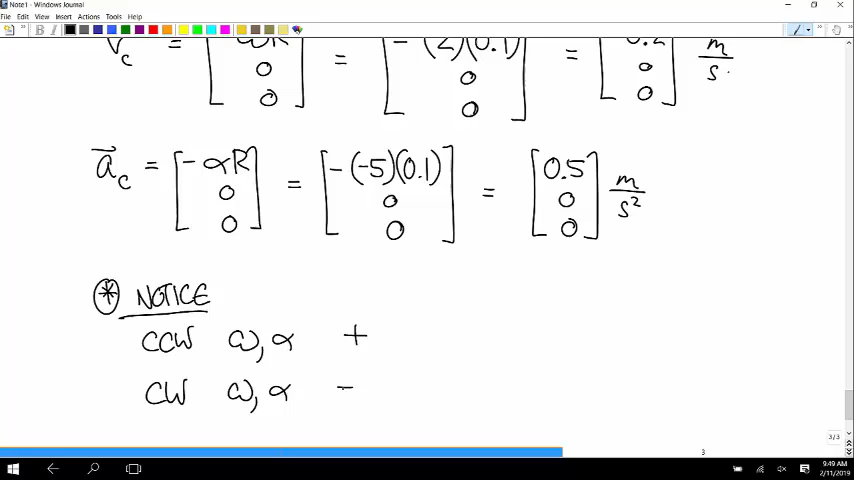 Note1 - Windows Journal
File Edit View Insert Actions Tools Help
B I
v⃗c = [ ωR 0 0 ] = [ -(2)(0.1) 0 0 ] = [ 0.2 0 0 ] m/s
a⃗c = [ -αR 0 0 ] = [ -(-5)(0.1) 0 0 ] = [ 0.5 0 0 ] m/s²
* NOTICE
CCW ω, α +
CW ω, α -
3/3
3
9:49 AM
2/11/2019